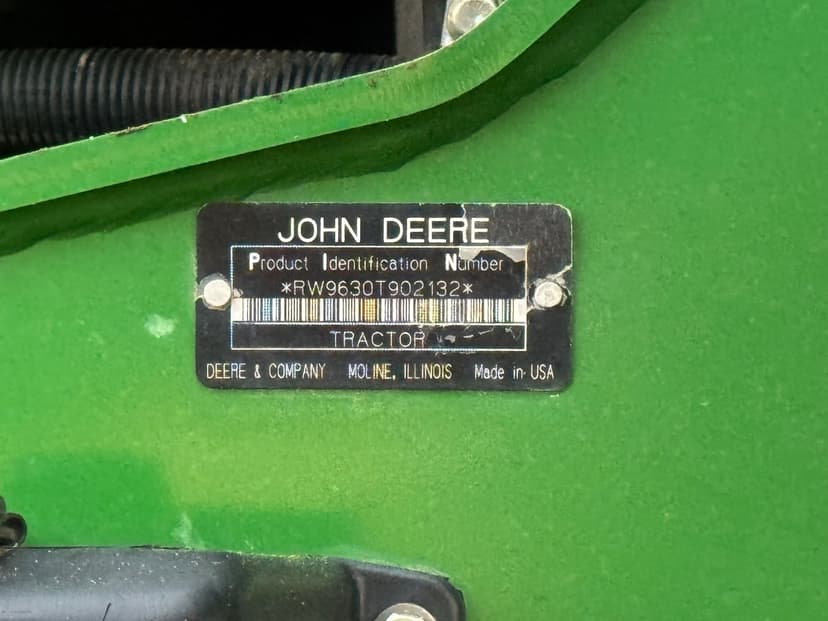 JOHN DEERE
Product Identification Number
*RW9630T902132*
TRACTOR
DEERE & COMPANY MOLINE, ILLINOIS Made in USA